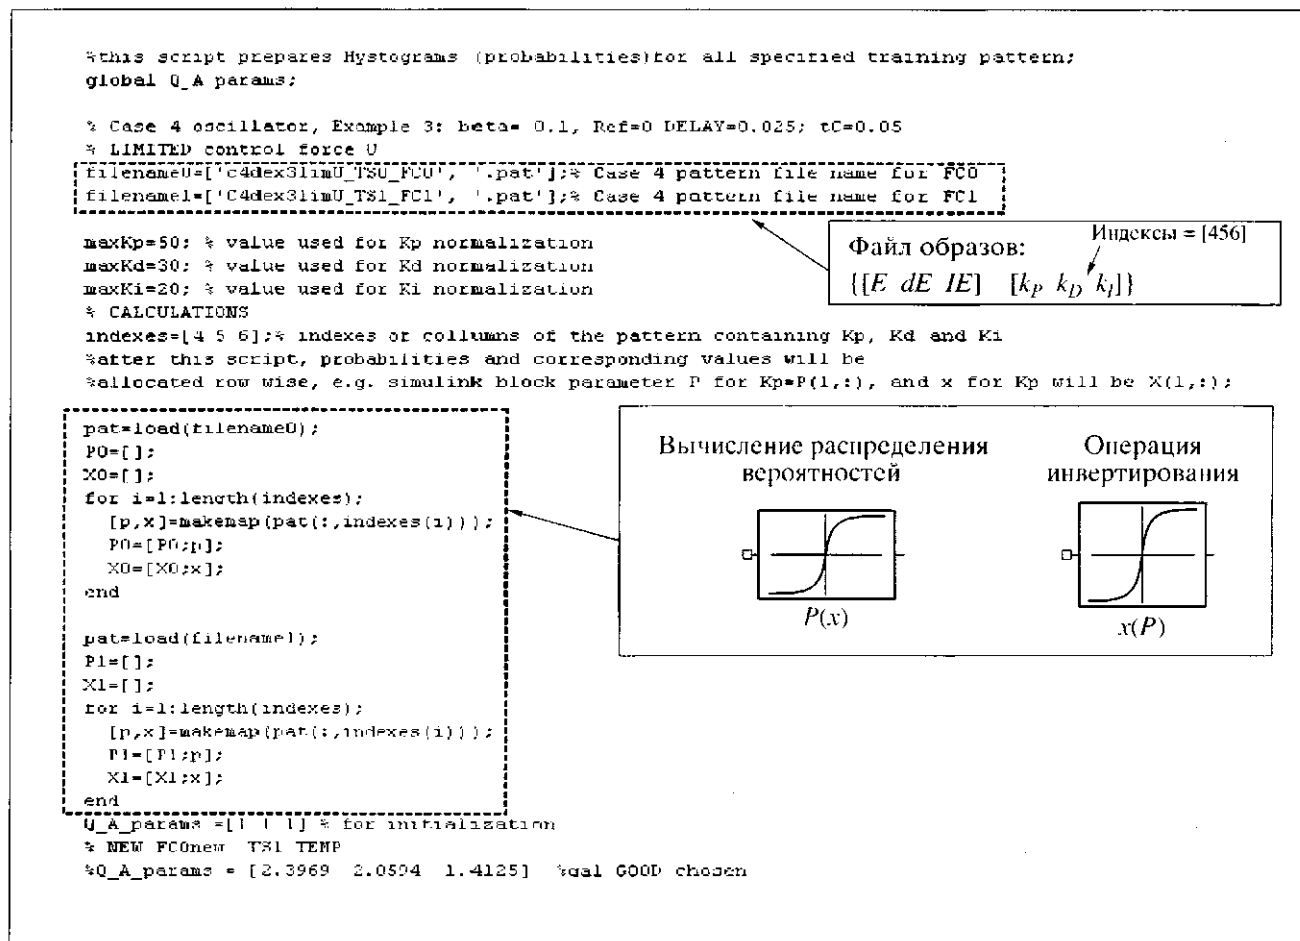 %this script prepares Hystograms (probabilities)for all specified training pattern;
global Q_A params;
% Case 4 oscillator, Example 3: beta= 0.1, Ref=0 DELAY=0.025; tC=0.05
% LIMITED control force U
filename0=['c4dex3limU_TS0_FC0', '.pat'];% Case 4 pattern file name for FC0
filename1=['C4dex3limU_TS1_FC1', '.pat'];% Case 4 pattern file name for FC1
Файл образов:
Индексы = [456]
{[E dE IE] [k_P k_D k_I]}
maxKp=50; % value used for Kp normalization
maxKd=30; % value used for Kd normalization
maxKi=20; % value used for Ki normalization
% CALCULATIONS
indexes=[4 5 6];% indexes or collumns of the pattern containing Kp, Kd and Ki
%after this script, probabilities and corresponding values will be
%allocated row wise, e.g. simulink block parameter P for Kp=P(1,:), and x for Kp will be X(1,:);
pat=load(filename0);
P0=[];
X0=[];
for i=1:length(indexes);
[p,x]=makemap(pat(:,indexes(i)));
P0=[P0;p];
X0=[X0;x];
end
pat=load(filename1);
P1=[];
X1=[];
for i=1:length(indexes);
[p,x]=makemap(pat(:,indexes(i)));
P1=[P1;p];
X1=[X1;x];
end
Вычисление распределения
вероятностей
P(x)
Операция
инвертирования
x(P)
Q_A_params =[1 1 1] % for initialization
% NEW FC0new TS1 TEMP
%Q_A_params = [2.3969 2.0594 1.4125] %gal GOOD chosen